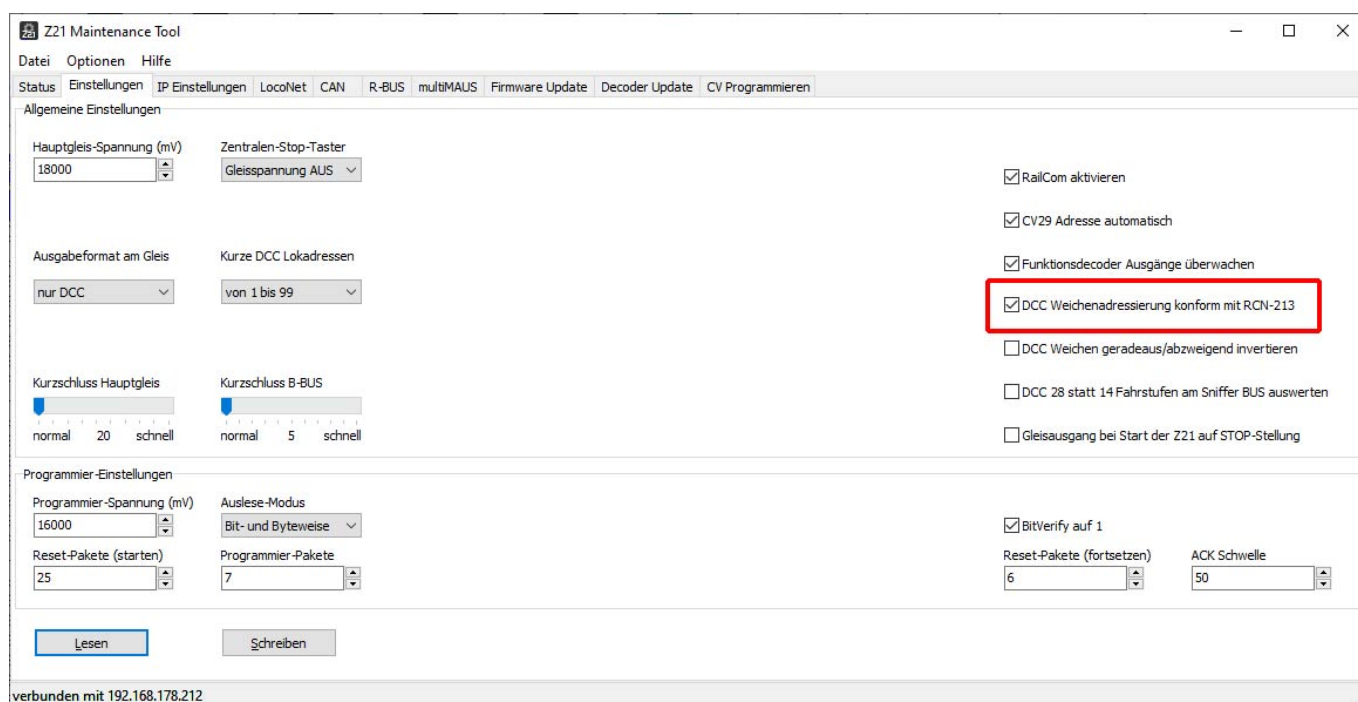 Z21 Maintenance Tool
Datei Optionen Hilfe
Status Einstellungen IP Einstellungen LocoNet CAN R-BUS multiMAUS Firmware Update Decoder Update CV Programmieren
Allgemeine Einstellungen
Hauptgleis-Spannung (mV) Zentralen-Stop-Taster
18000 Gleisspannung AUS
RailCom aktivieren
CV29 Adresse automatisch
Ausgabeformat am Gleis Kurze DCC Lokadressen
Funktionsdecoder Ausgänge überwachen
nur DCC von 1 bis 99
DCC Weichenadressierung konform mit RCN-213
DCC Weichen geradeaus/abzweigend invertieren
Kurzschluss Hauptgleis Kurzschluss B-BUS
DCC 28 statt 14 Fahrstufen am Sniffer BUS auswerten
normal 20 schnell normal 5 schnell
Gleisausgang bei Start der Z21 auf STOP-Stellung
Programmier-Einstellungen
Programmier-Spannung (mV) Auslese-Modus
16000 Bit- und Byteweise
BitVerify auf 1
Reset-Pakete (starten) Programmier-Pakete Reset-Pakete (fortsetzen) ACK Schwelle
25 7 6 50
Lesen Schreiben
verbunden mit 192.168.178.212